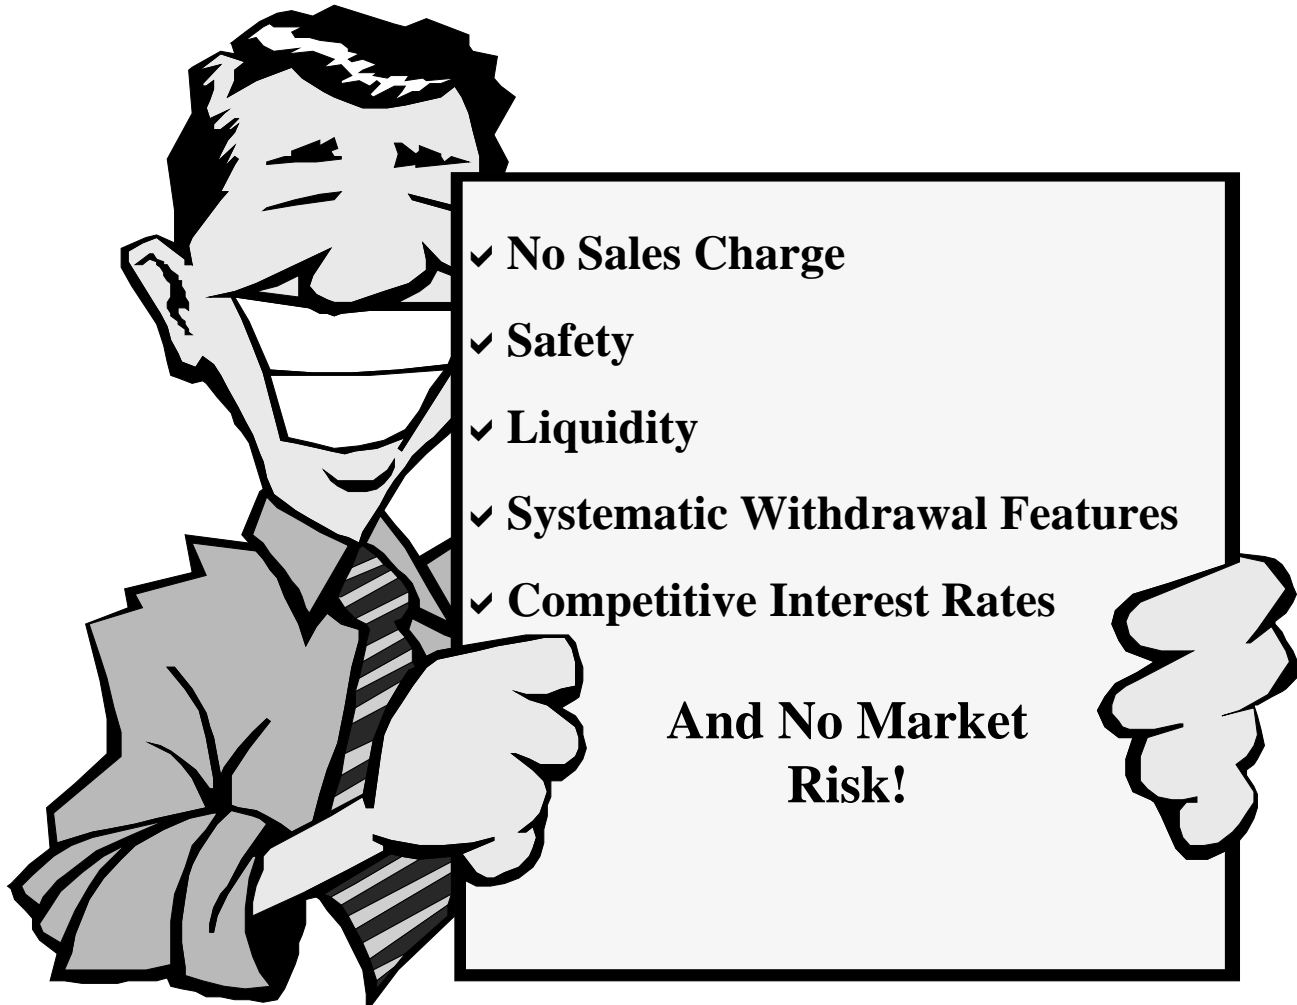 ✓ No Sales Charge
✓ Safety
✓ Liquidity
✓ Systematic Withdrawal Features
✓ Competitive Interest Rates
And No Market
Risk!